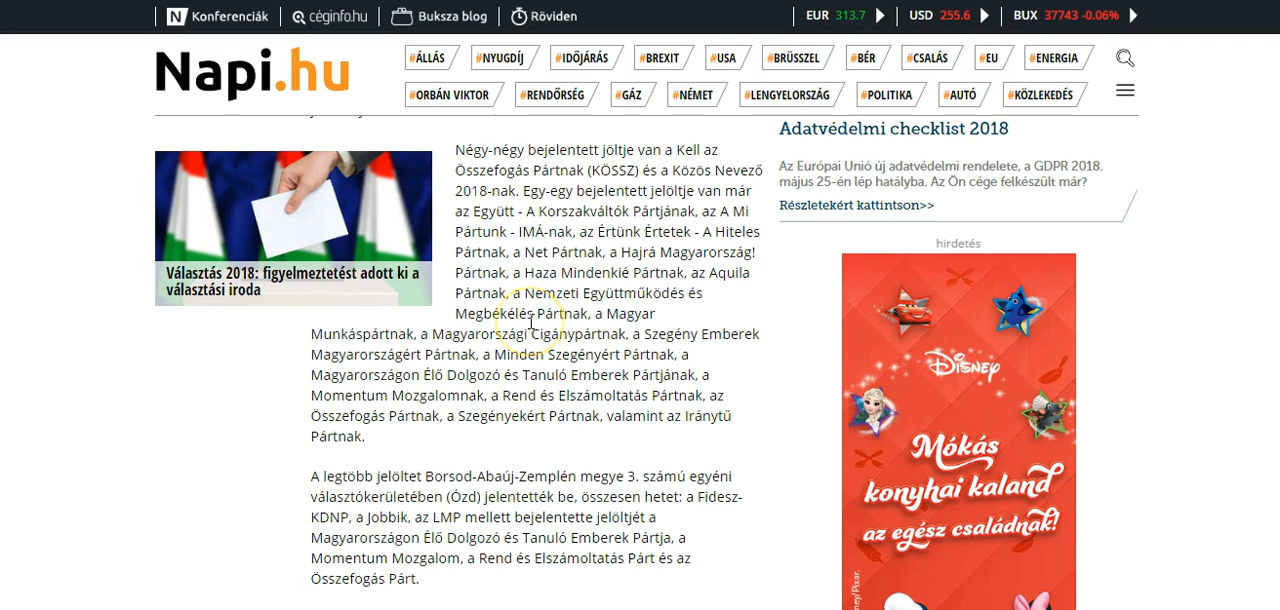 Konferenciák
céginfo.hu
Buksza blog
Röviden
EUR 313.7
USD 255.6
BUX 37743 -0.06%
Napi.hu
#ÁLLÁS
#NYUGDÍJ
#IDŐJÁRÁS
#BREXIT
#USA
#BRÜSSZEL
#BÉR
#CSALÁS
#EU
#ENERGIA
#ORBÁN VIKTOR
#RENDŐRSÉG
#GÁZ
#NÉMET
#LENGYELORSZÁG
#POLITIKA
#AUTÓ
#KÖZLEKEDÉS
Választás 2018: figyelmeztetést adott ki a
választási iroda
Négy-négy bejelentett jöltje van a Kell az
Összefogás Pártnak (KÖSSZ) és a Közös Nevező
2018-nak. Egy-egy bejelentett jelöltje van már
az Együtt - A Korszakváltók Pártjának, az A Mi
Pártunk - IMÁ-nak, az Értünk Értetek - A Hiteles
Pártnak, a Net Pártnak, a Hajrá Magyarország!
Pártnak, a Haza Mindenkié Pártnak, az Aquila
Pártnak, a Nemzeti Együttműködés és
Megbékélés Pártnak, a Magyar
Munkáspártnak, a Magyarországi Cigánypártnak, a Szegény Emberek
Magyarországért Pártnak, a Minden Szegényért Pártnak, a
Magyarországon Élő Dolgozó és Tanuló Emberek Pártjának, a
Momentum Mozgalomnak, a Rend és Elszámoltatás Pártnak, az
Összefogás Pártnak, a Szegényekért Pártnak, valamint az Iránytű
Pártnak.
A legtöbb jelöltet Borsod-Abaúj-Zemplén megye 3. számú egyéni
választókerületében (Ózd) jelentették be, összesen hetet: a Fidesz-
KDNP, a Jobbik, az LMP mellett bejelentette jelöltjét a
Magyarországon Élő Dolgozó és Tanuló Emberek Pártja, a
Momentum Mozgalom, a Rend és Elszámoltatás Párt és az
Összefogás Párt.
Adatvédelmi checklist 2018
Az Európai Unió új adatvédelmi rendelete, a GDPR 2018.
május 25-én lép hatályba. Az Ön cége felkészült már?
Részletekért kattintson>>
hirdetés
Disney
Mókás
konyhai kaland
az egész családnak!